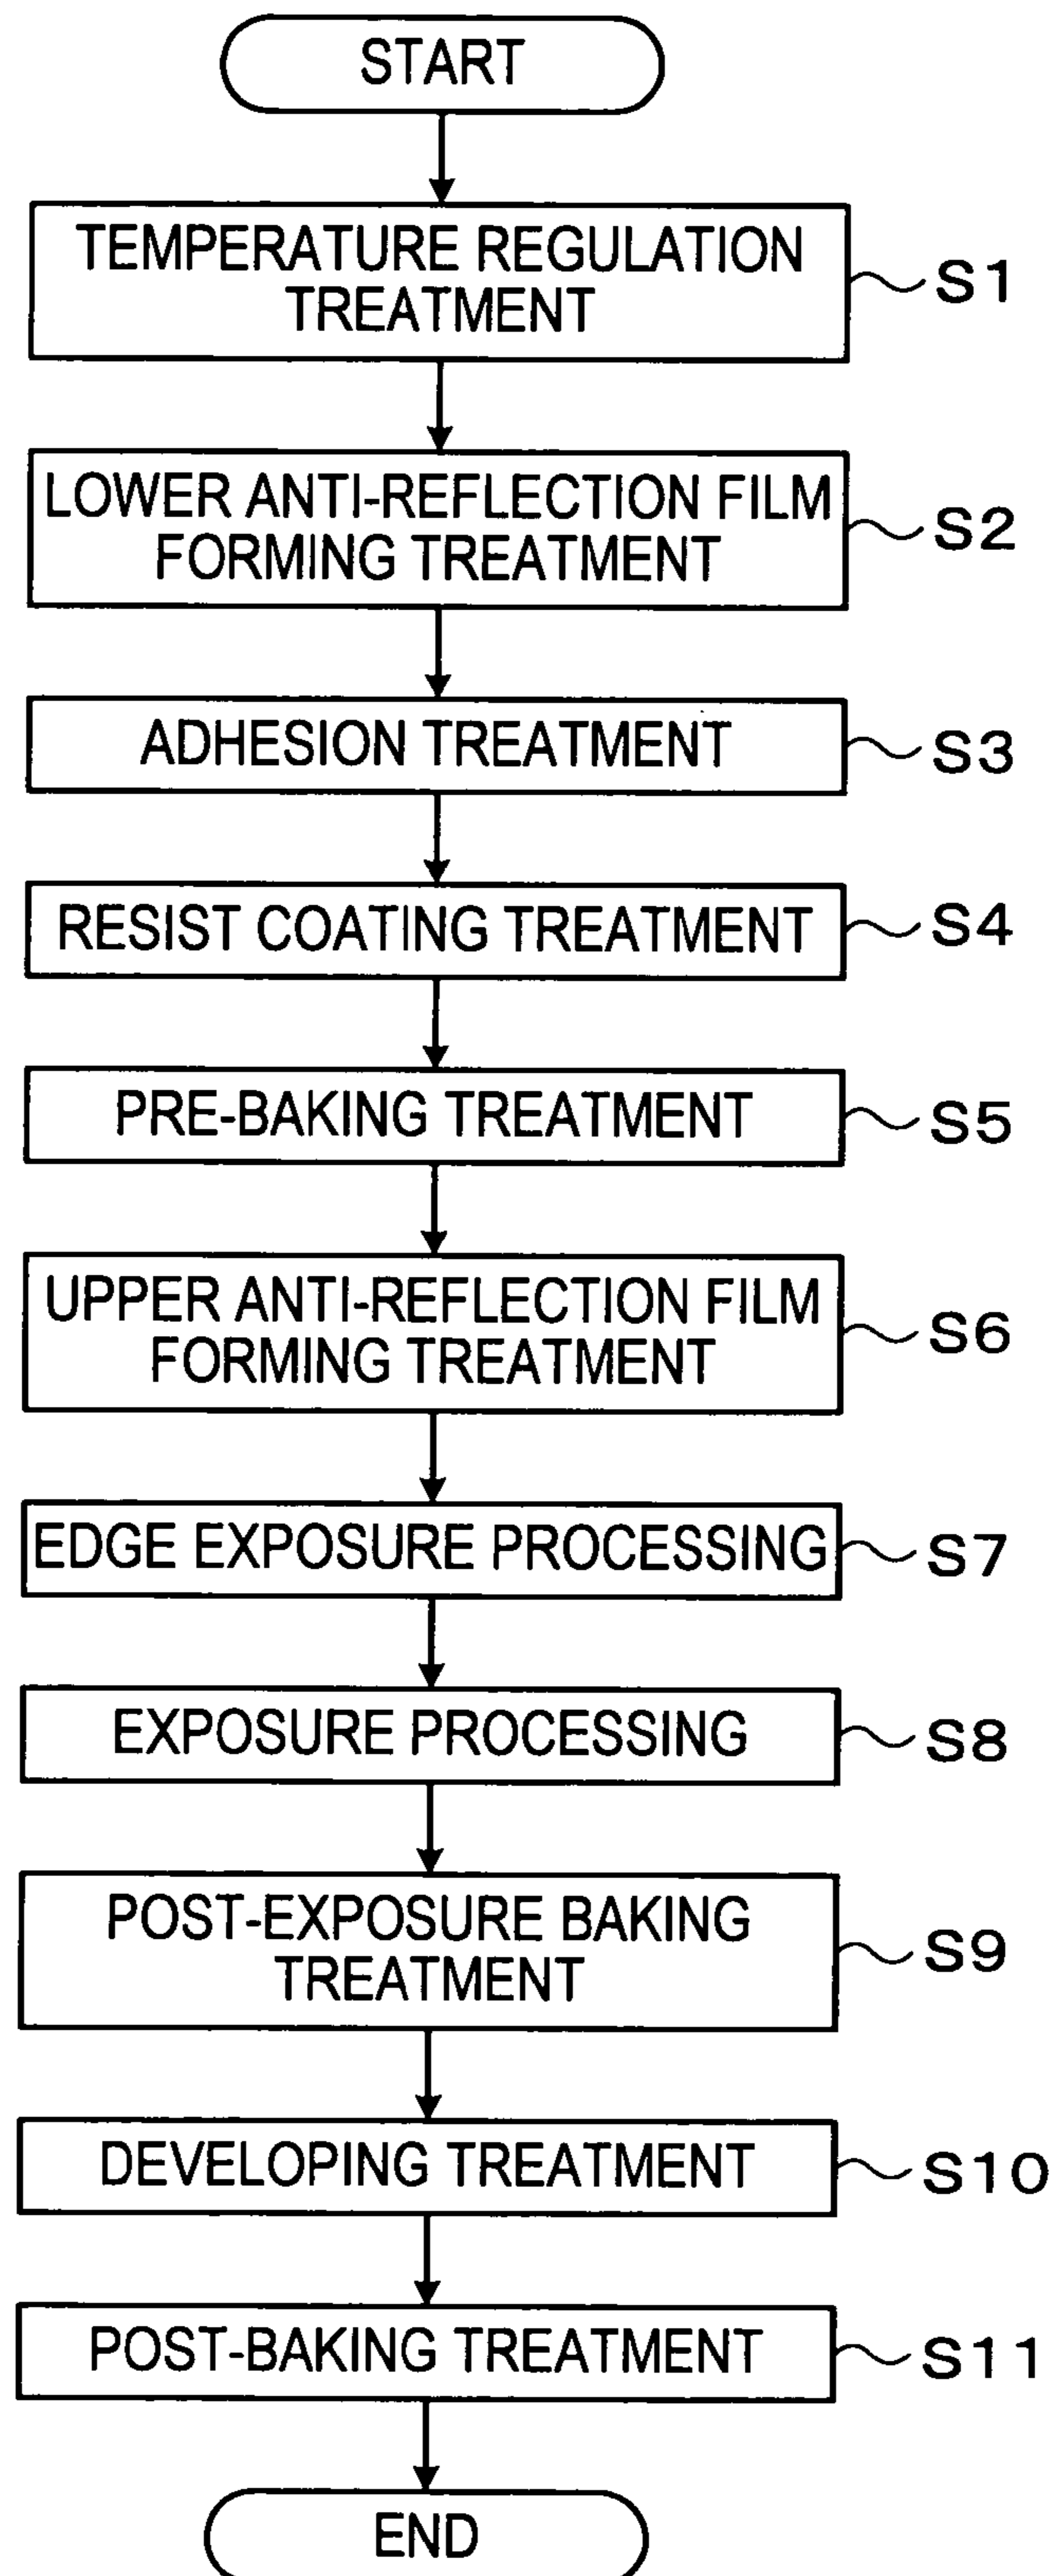 START
TEMPERATURE REGULATION
TREATMENT
S1
LOWER ANTI-REFLECTION FILM
FORMING TREATMENT
S2
ADHESION TREATMENT
S3
RESIST COATING TREATMENT
S4
PRE-BAKING TREATMENT
S5
UPPER ANTI-REFLECTION FILM
FORMING TREATMENT
S6
EDGE EXPOSURE PROCESSING
S7
EXPOSURE PROCESSING
S8
POST-EXPOSURE BAKING
TREATMENT
S9
DEVELOPING TREATMENT
S10
POST-BAKING TREATMENT
S11
END